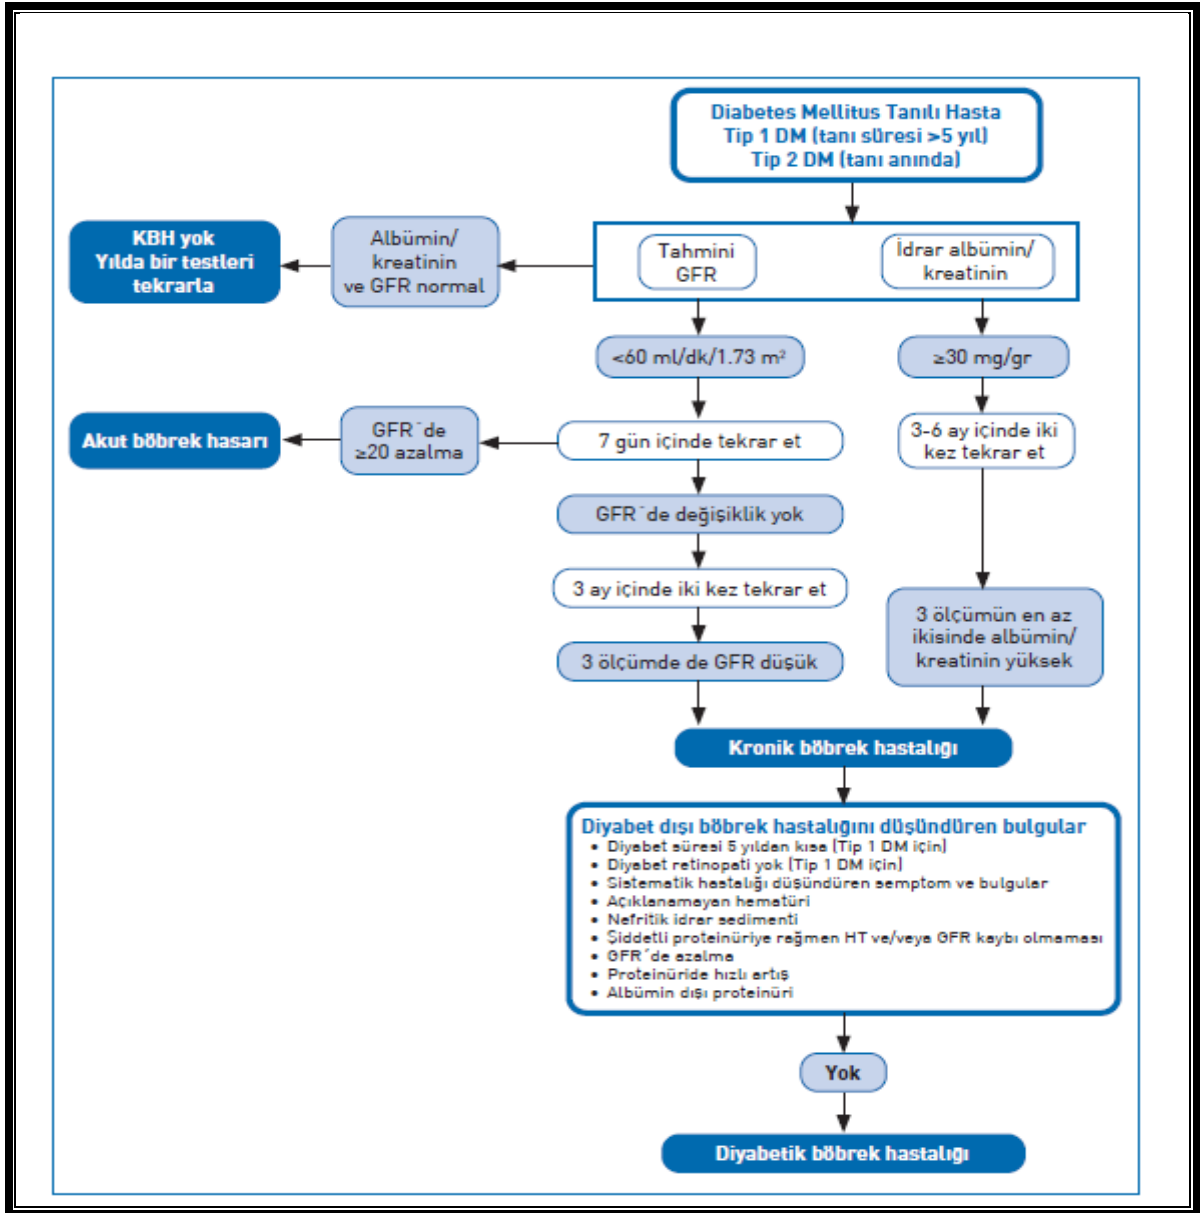 Diabetes Mellitus Tanılı Hasta
Tip 1 DM (tanı süresi >5 yıl)
Tip 2 DM (tanı anında)
KBH yok
Yılda bir testleri
tekrarla
Albümin/
kreatinin
ve GFR normal
Tahmini
GFR
İdrar albümin/
kreatinin
<60 ml/dk/1.73 m²
≥30 mg/gr
Akut böbrek hasarı
GFR´de
≥20 azalma
7 gün içinde tekrar et
3-6 ay içinde iki
kez tekrar et
GFR´de değişiklik yok
3 ay içinde iki kez tekrar et
3 ölçümde de GFR düşük
3 ölçümün en az
ikisinde albümin/
kreatinin yüksek
Kronik böbrek hastalığı
Diyabet dışı böbrek hastalığını düşündüren bulgular
• Diyabet süresi 5 yıldan kısa (Tip 1 DM için)
• Diyabet retinopati yok (Tip 1 DM için)
• Sistematik hastalığı düşündüren semptom ve bulgular
• Açıklanamayan hematüri
• Nefritik idrar sedimenti
• Şiddetli proteinüriye rağmen HT ve/veya GFR kaybı olmaması
• GFR´de azalma
• Proteinüride hızlı artış
• Albümin dışı proteinüri
Yok
Diyabetik böbrek hastalığı